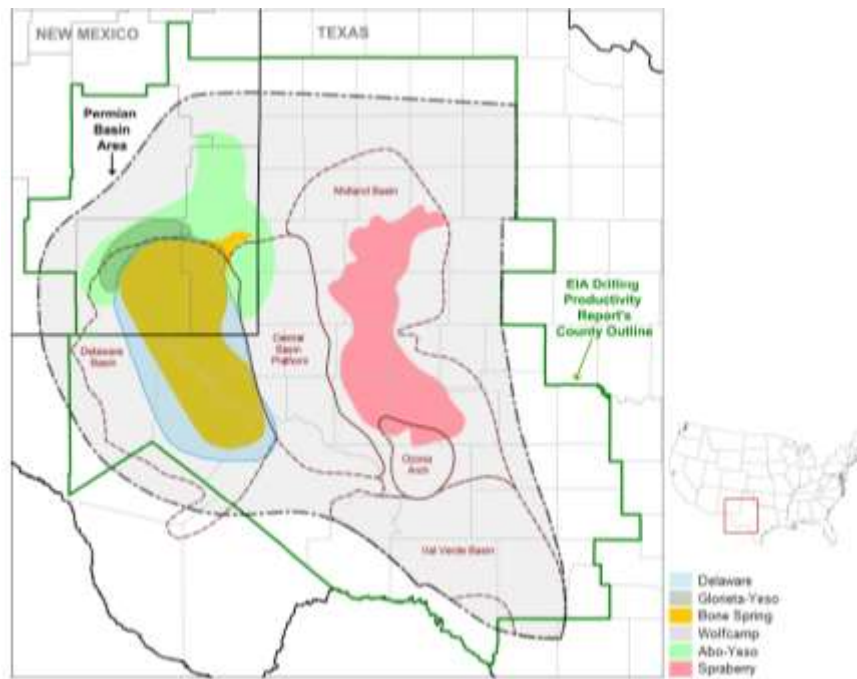 NEW MEXICO
TEXAS
Permian
Basin
Area
Midland Basin
EIA Drilling
Productivity
Report's
County Outline
Delaware
Basin
Central
Basin
Platform
Ozona
Arch
Val Verde Basin
Delaware
Glorieta-Yeso
Bone Spring
Wolfcamp
Abo-Yeso
Spraberry